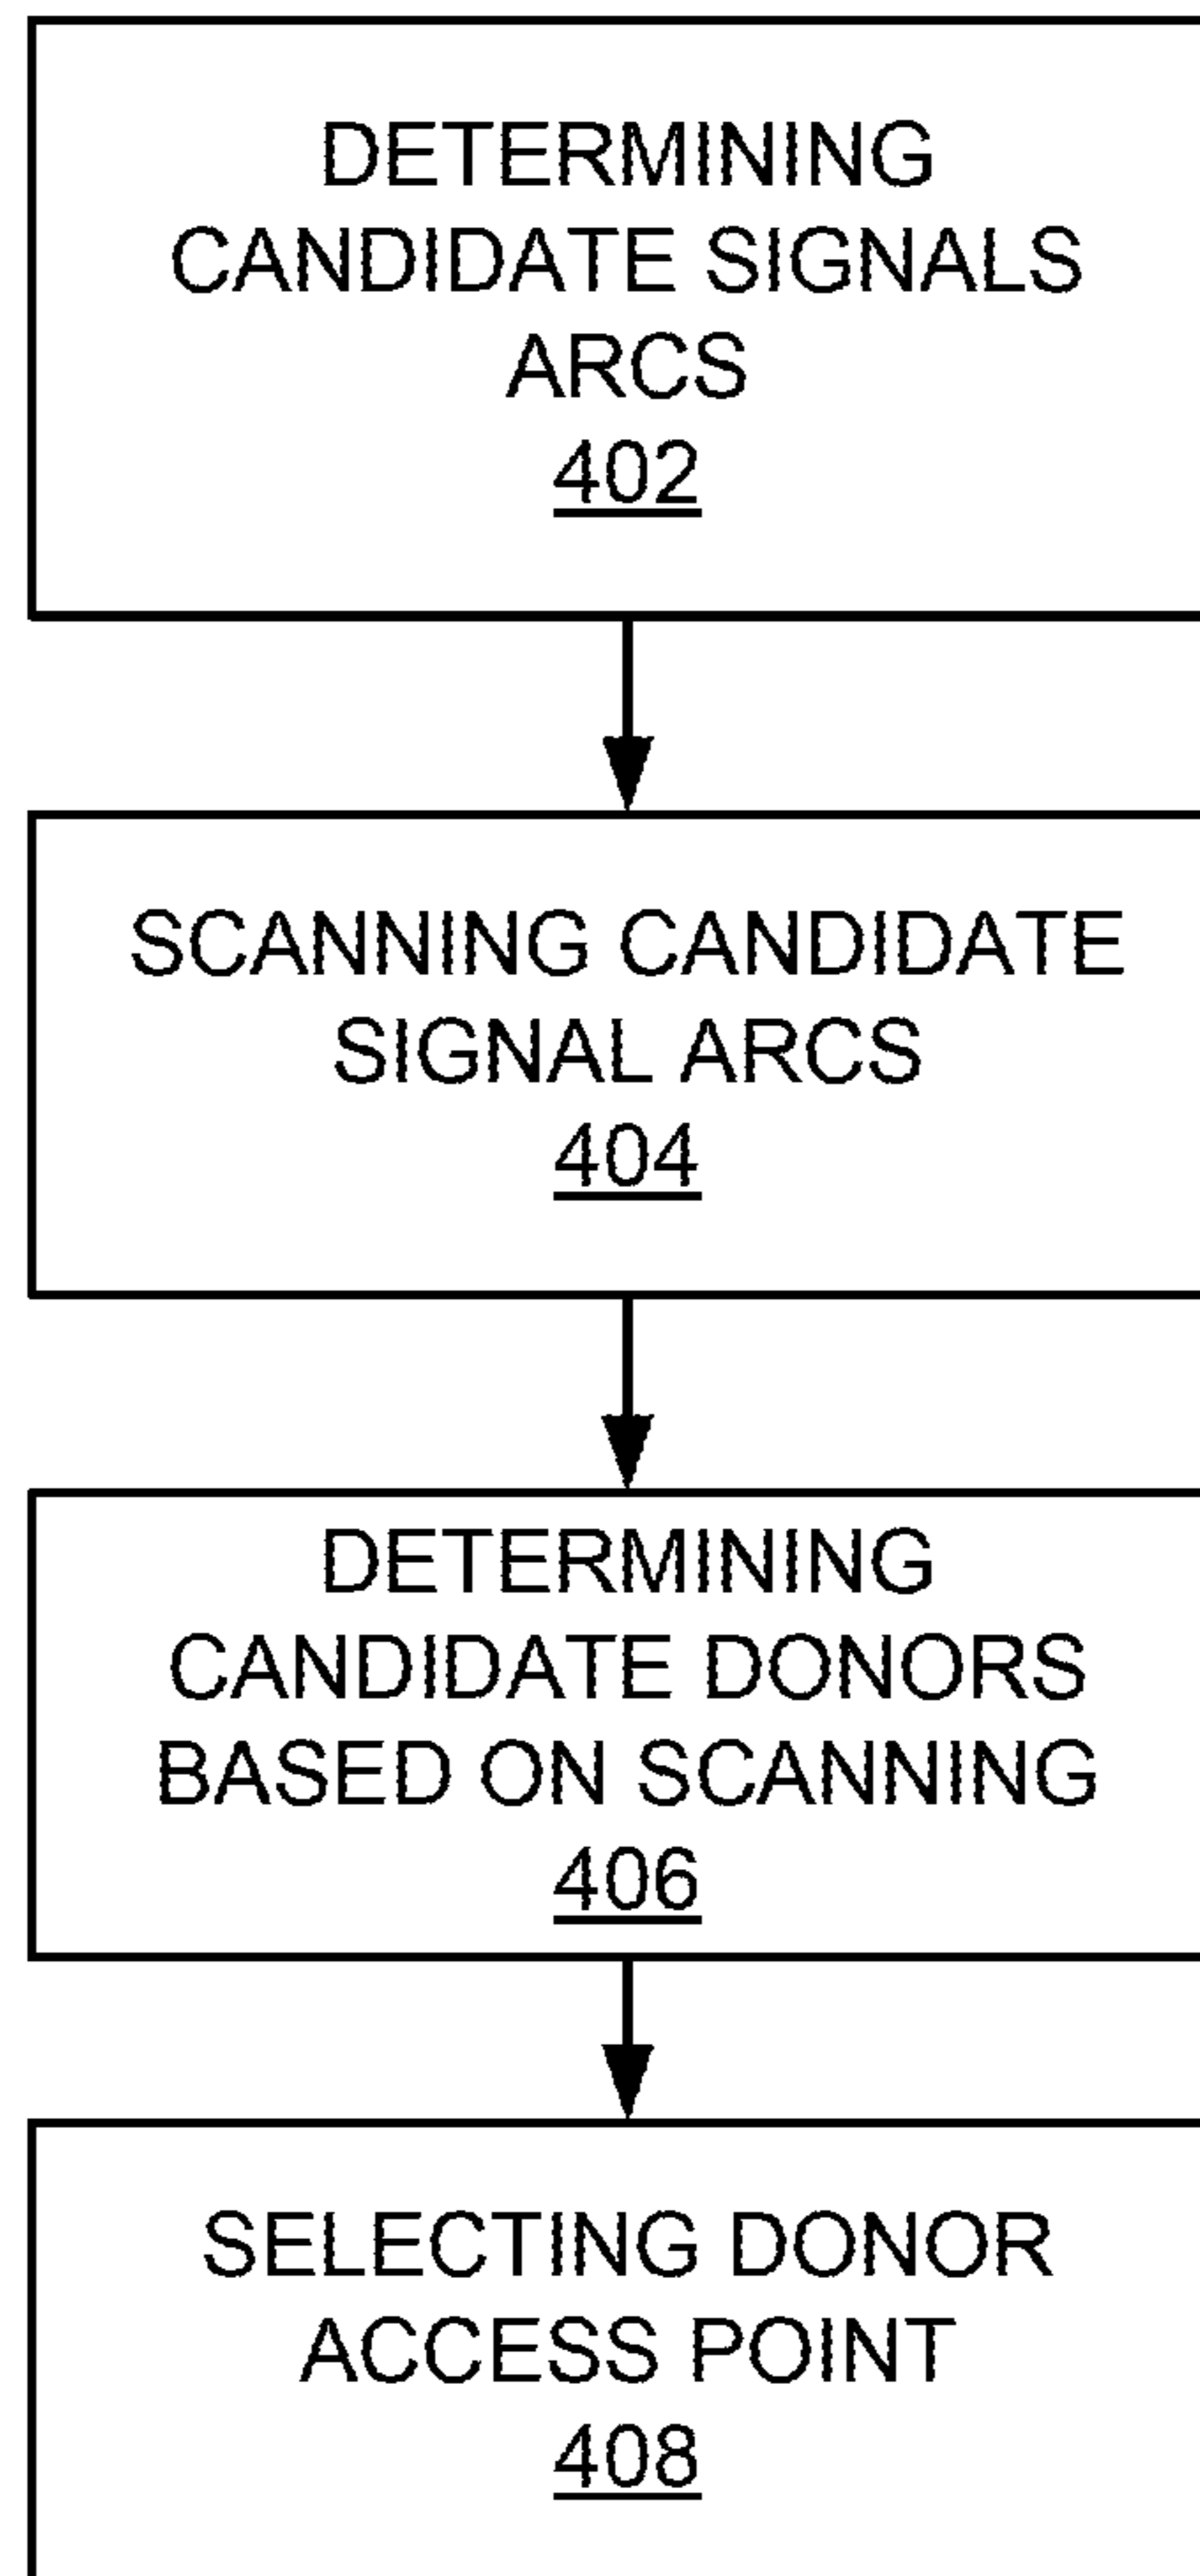 DETERMINING
CANDIDATE SIGNALS
ARCS
402
SCANNING CANDIDATE
SIGNAL ARCS
404
DETERMINING
CANDIDATE DONORS
BASED ON SCANNING
406
SELECTING DONOR
ACCESS POINT
408